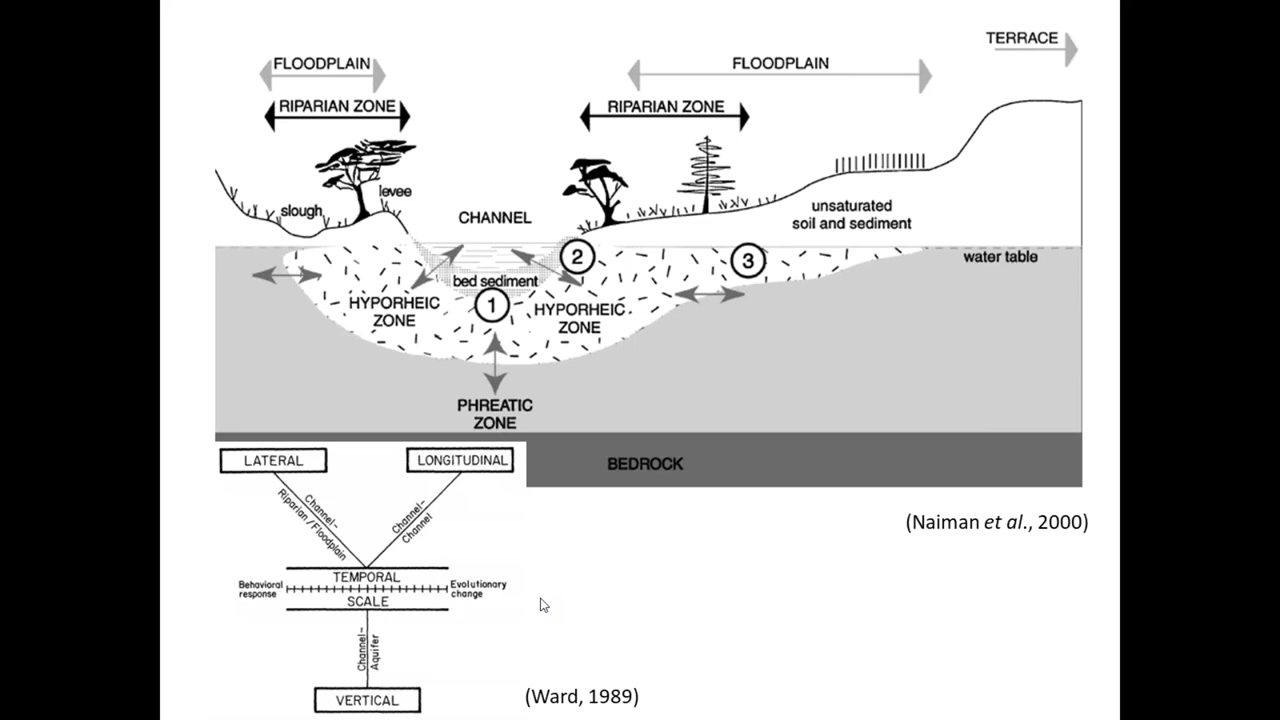 TERRACE
FLOODPLAIN
FLOODPLAIN
RIPARIAN ZONE
RIPARIAN ZONE
levee
slough
CHANNEL
unsaturated
soil and sediment
water table
2
3
bed sediment
1
HYPORHEIC
ZONE
HYPORHEIC
ZONE
PHREATIC
ZONE
BEDROCK
LATERAL
LONGITUDINAL
Channel-
Riparian/Floodplain
Channel-
Channel
(Naiman et al., 2000)
TEMPORAL
SCALE
Behavioral
response
Evolutionary
change
Channel-
Aquifer
VERTICAL
(Ward, 1989)